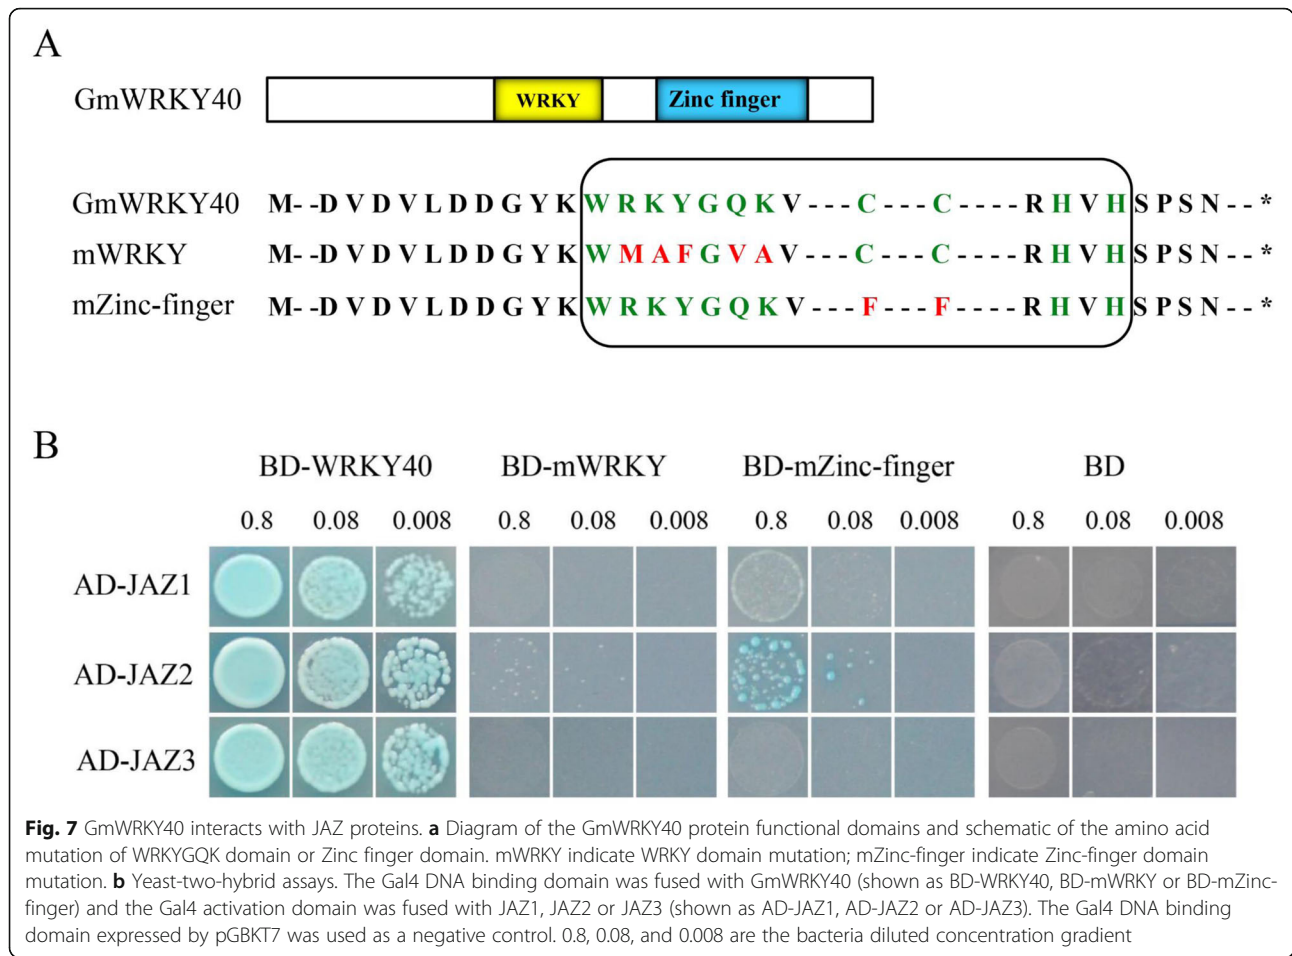 A
GmWRKY40
WRKY
Zinc finger
GmWRKY40 M--DVDVLDDGYKWRKYGQKV---C---C----RHVHSPSN--*
mWRKY M--DVDVLDDGYKWMAFGVAV---C---C----RHVHSPSN--*
mZinc-finger M--DVDVLDDGYKWRKYGQKV---F---F----RHVHSPSN--*
B
BD-WRKY40 BD-mWRKY BD-mZinc-finger BD
0.8 0.08 0.008 0.8 0.08 0.008 0.8 0.08 0.008 0.8 0.08 0.008
AD-JAZ1
AD-JAZ2
AD-JAZ3
Fig. 7 GmWRKY40 interacts with JAZ proteins. a Diagram of the GmWRKY40 protein functional domains and schematic of the amino acid
mutation of WRKYGQK domain or Zinc finger domain. mWRKY indicate WRKY domain mutation; mZinc-finger indicate Zinc-finger domain
mutation. b Yeast-two-hybrid assays. The Gal4 DNA binding domain was fused with GmWRKY40 (shown as BD-WRKY40, BD-mWRKY or BD-mZinc-
finger) and the Gal4 activation domain was fused with JAZ1, JAZ2 or JAZ3 (shown as AD-JAZ1, AD-JAZ2 or AD-JAZ3). The Gal4 DNA binding
domain expressed by pGBKT7 was used as a negative control. 0.8, 0.08, and 0.008 are the bacteria diluted concentration gradient